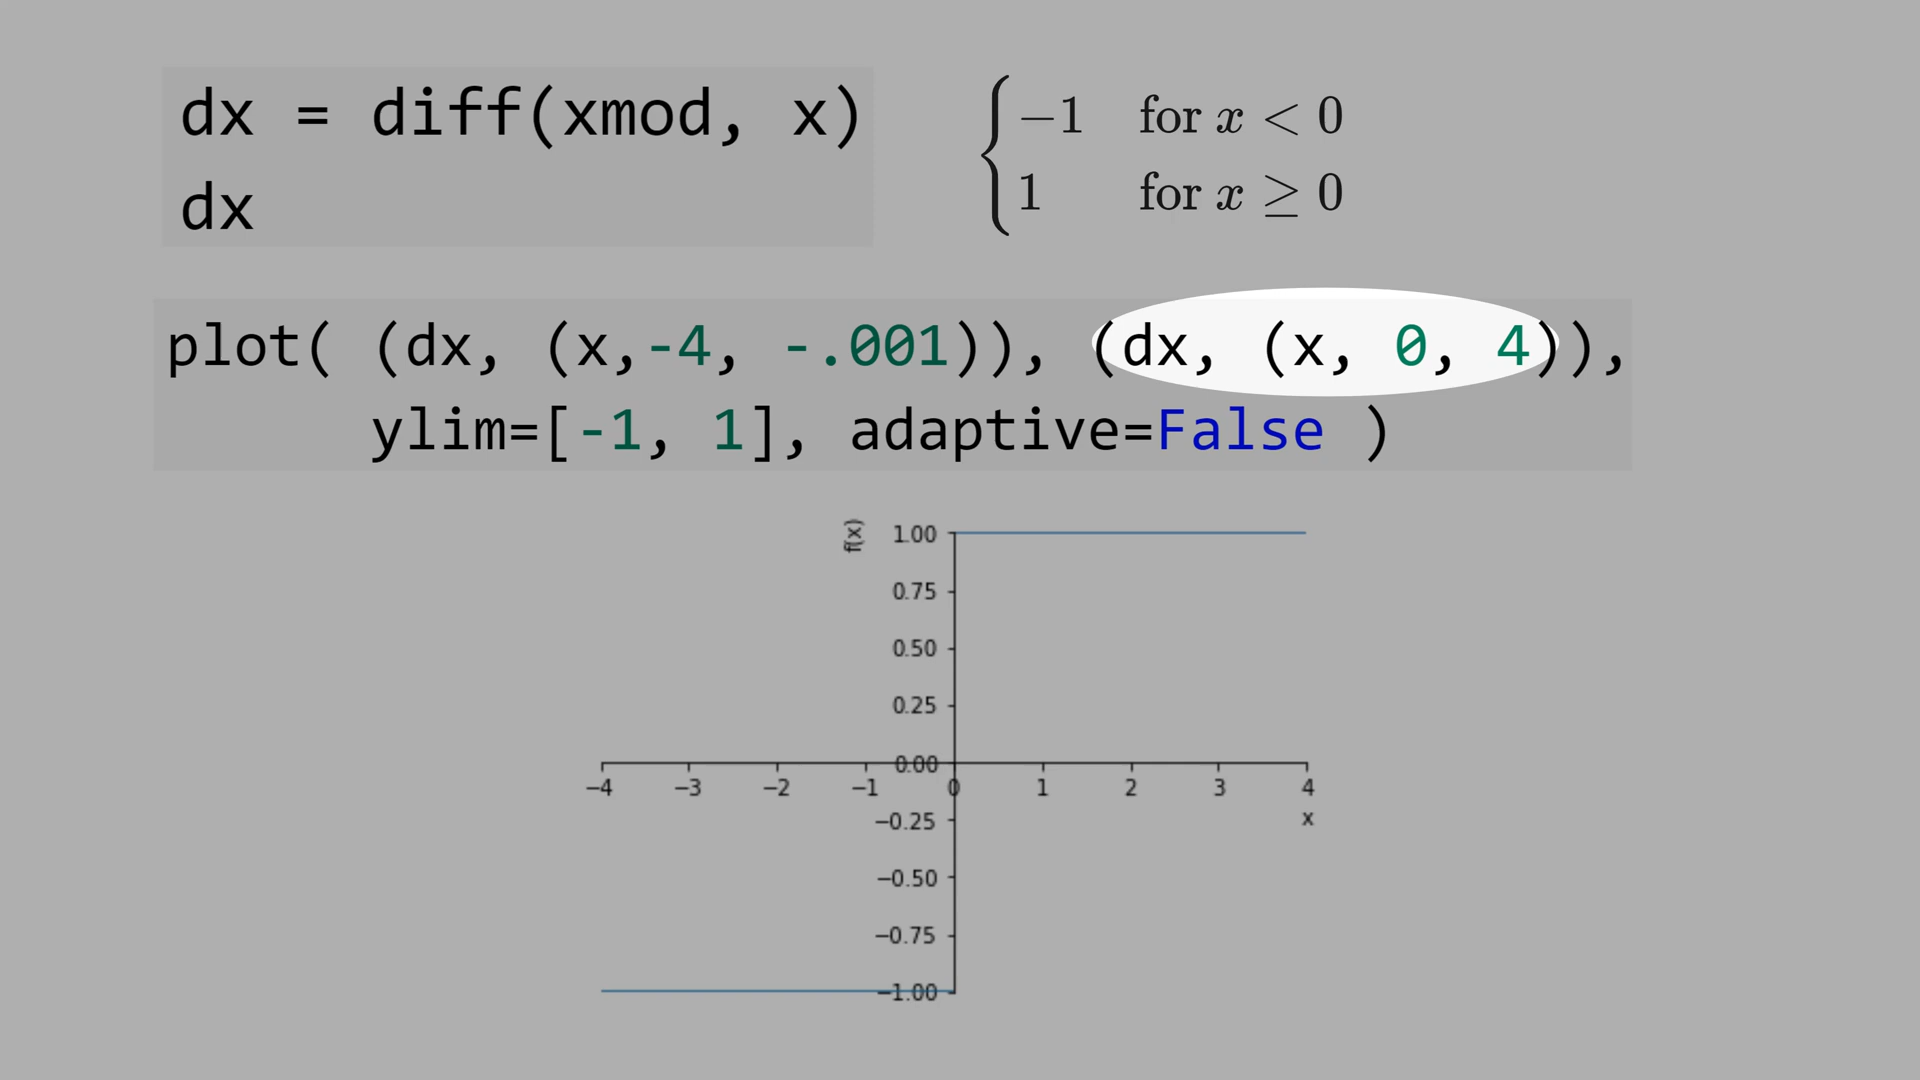 dx = diff(xmod, x)
dx
−1 for x < 0
1 for x ≥ 0
plot( (dx, (x,-4, -.001)), (dx, (x, 0, 4)),
ylim=[-1, 1], adaptive=False )
f(x)
1.00
0.75
0.50
0.25
0.00
−4 −3 −2 −1 0 1 2 3 4
x
−0.25
−0.50
−0.75
−1.00